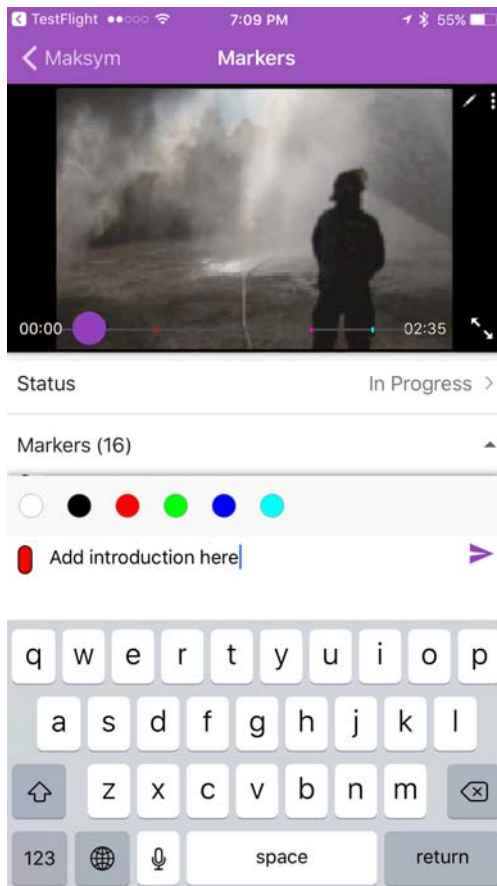 TestFlight 7:09 PM 55%
Maksym Markers
00:00 02:35
Status In Progress
Markers (16)
Add introduction here
q w e r t y u i o p
a s d f g h j k l
z x c v b n m
123 space return